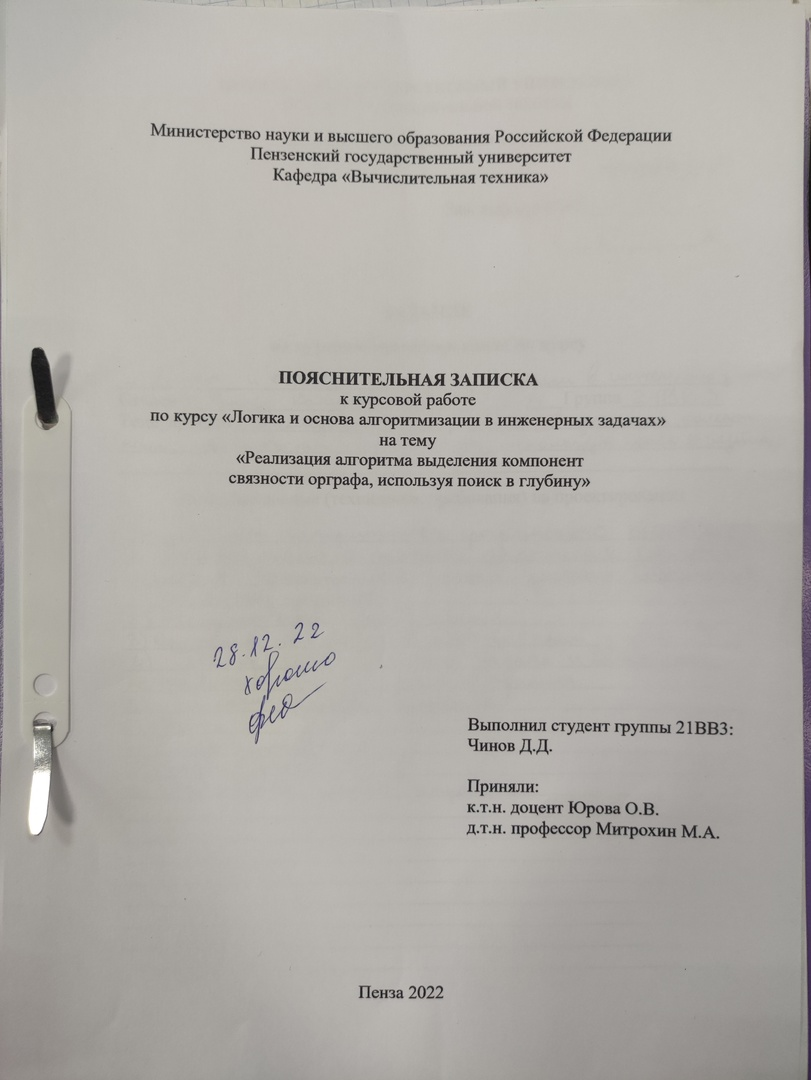 Министерство науки и высшего образования Российской Федерации
Пензенский государственный университет
Кафедра «Вычислительная техника»
ПОЯСНИТЕЛЬНАЯ ЗАПИСКА
к курсовой работе
по курсу «Логика и основа алгоритмизации в инженерных задачах»
на тему
«Реализация алгоритма выделения компонент
связности орграфа, используя поиск в глубину»
28.12.22
хорошо
Выполнил студент группы 21ВВ3:
Чинов Д.Д.
Приняли:
к.т.н. доцент Юрова О.В.
д.т.н. профессор Митрохин М.А.
Пенза 2022